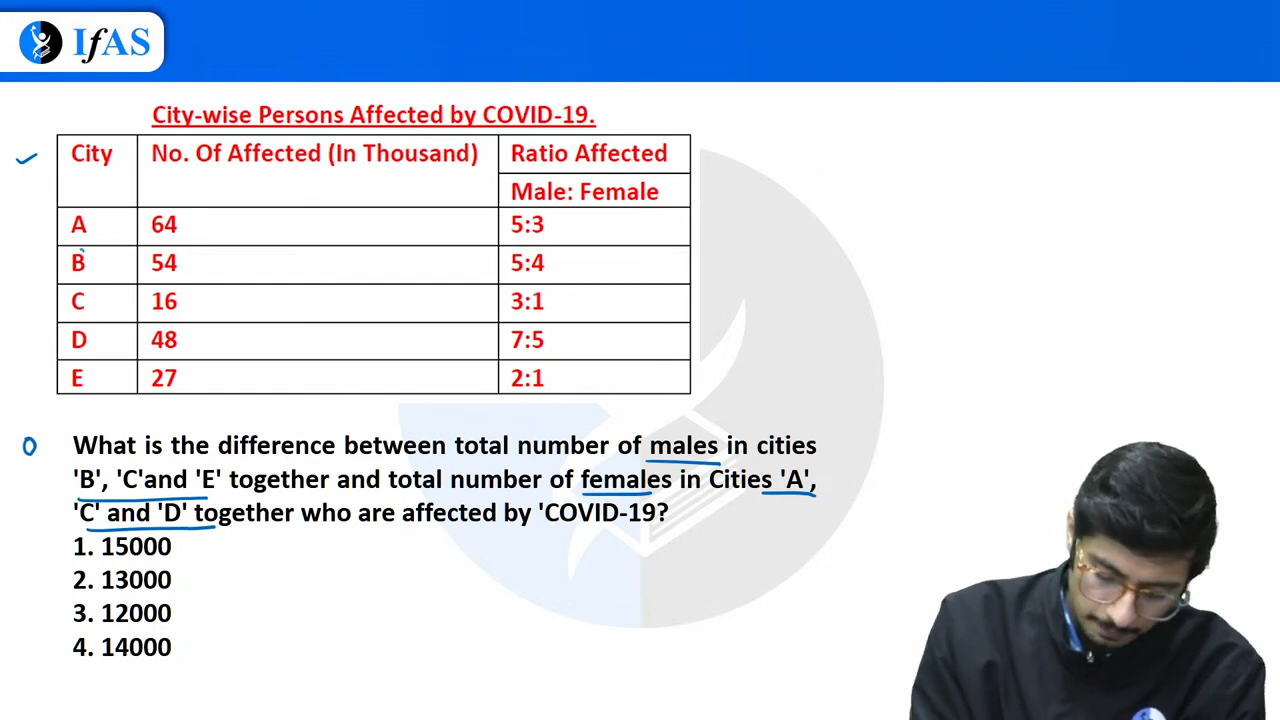 IfAS
City-wise Persons Affected by COVID-19.
City No. Of Affected (In Thousand) Ratio Affected
Male: Female
A 64 5:3
B 54 5:4
C 16 3:1
D 48 7:5
E 27 2:1
What is the difference between total number of males in cities
'B', 'C'and 'E' together and total number of females in Cities 'A',
'C' and 'D' together who are affected by 'COVID-19?
1. 15000
2. 13000
3. 12000
4. 14000